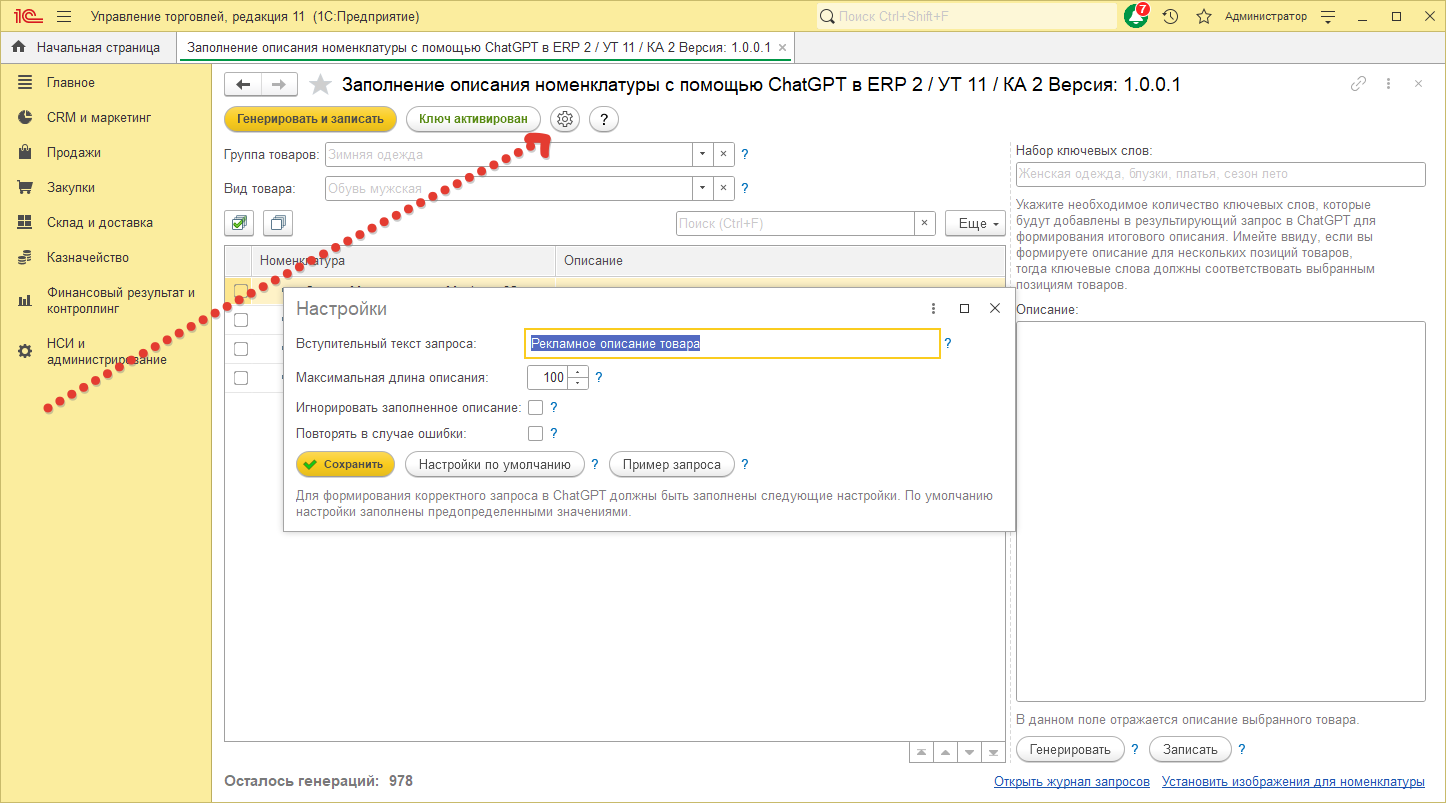 1С
Управление торговлей, редакция 11 (1С:Предприятие)
Поиск Ctrl+Shift+F
7
Администратор
Начальная страница
Заполнение описания номенклатуры с помощью ChatGPT в ERP 2 / УТ 11 / КА 2 Версия: 1.0.0.1
Главное
CRM и маркетинг
Продажи
Закупки
Склад и доставка
Казначейство
Финансовый результат и
контроллинг
НСИ и
администрирование
Заполнение описания номенклатуры с помощью ChatGPT в ERP 2 / УТ 11 / КА 2 Версия: 1.0.0.1
Генерировать и записать
Ключ активирован
?
Группа товаров:
Зимняя одежда
?
Вид товара:
Обувь мужская
?
Поиск (Ctrl+F)
Еще
Номенклатура
Описание
Настройки
Вступительный текст запроса:
Рекламное описание товара
?
Максимальная длина описания:
100
?
Игнорировать заполненное описание:
?
Повторять в случае ошибки:
?
Сохранить
Настройки по умолчанию
?
Пример запроса
?
Для формирования корректного запроса в ChatGPT должны быть заполнены следующие настройки. По умолчанию
настройки заполнены предопределенными значениями.
Набор ключевых слов:
Женская одежда, блузки, платья, сезон лето
Укажите необходимое количество ключевых слов, которые
будут добавлены в результирующий запрос в ChatGPT для
формирования итогового описания. Имейте ввиду, если вы
формируете описание для нескольких позиций товаров,
тогда ключевые слова должны соответствовать выбранным
позициям товаров.
Описание:
В данном поле отражается описание выбранного товара.
Генерировать
?
Записать
?
Осталось генераций: 978
Открыть журнал запросов
Установить изображения для номенклатуры